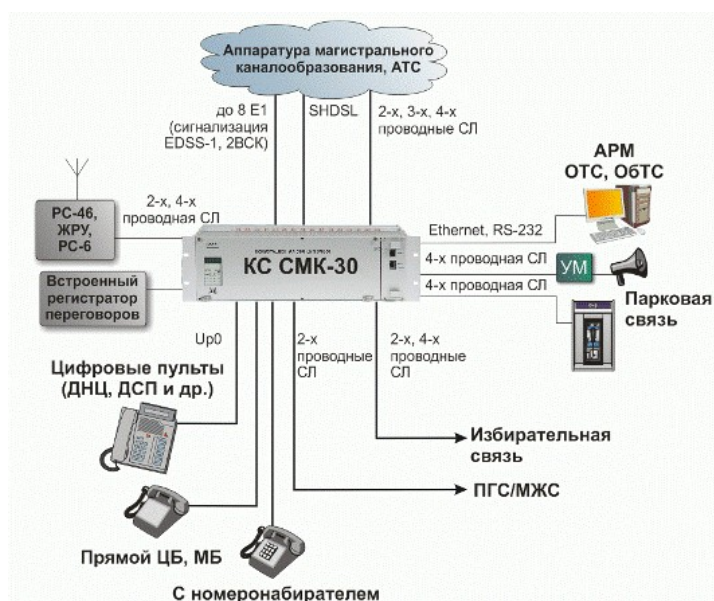 Аппаратура магистрального
каналообразования, АТС
до 8 E1
(сигнализация
EDSS-1, 2ВСК)
SHDSL
2-х, 3-х, 4-х
проводные СЛ
АРМ
ОТС, ОбТС
РС-46,
ЖРУ,
РС-6
2-х, 4-х
проводная СЛ
Ethernet, RS-232
КС СМК-30
4-х проводная СЛ
УМ
4-х проводная СЛ
Парковая
связь
Встроенный
регистратор
переговоров
Up0
2-х
проводные
СЛ
2-х, 4-х
проводные
СЛ
Цифровые пульты
(ДНЦ, ДСП и др.)
Избирательная
связь
ПГС/МЖС
Прямой ЦБ, МБ
С номеронабирателем